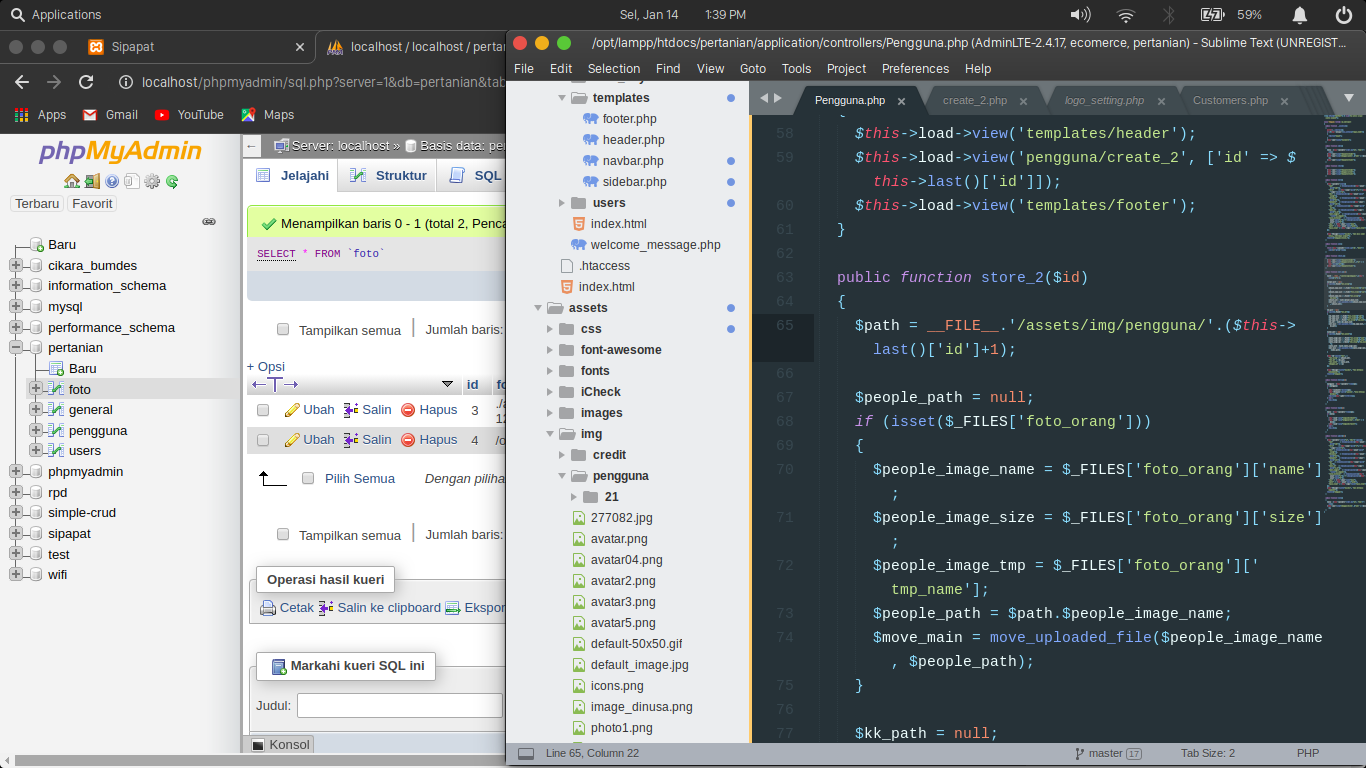 Applications
Sel, Jan 14 1:39 PM
59%
Sipapat
localhost / localhost / pertan
localhost/phpmyadmin/sql.php?server=1&db=pertanian&tab
Apps Gmail YouTube Maps
phpMyAdmin
Terbaru Favorit
Baru
cikara_bumdes
information_schema
mysql
performance_schema
pertanian
Baru
foto
general
pengguna
users
phpmyadmin
rpd
simple-crud
sipapat
test
wifi
Server: localhost » Basis data: per
Jelajahi Struktur SQL
Menampilkan baris 0 - 1 (total 2, Penca
SELECT * FROM `foto`
Tampilkan semua Jumlah baris:
+ Opsi
id fo
Ubah Salin Hapus 3 ./a
12
Ubah Salin Hapus 4 /o
Pilih Semua Dengan piliha
Tampilkan semua Jumlah baris:
Operasi hasil kueri
Cetak Salin ke clipboard Ekspor
Markahi kueri SQL ini
Judul:
Konsol
/opt/lampp/htdocs/pertanian/application/controllers/Pengguna.php (AdminLTE-2.4.17, ecomerce, pertanian) - Sublime Text (UNREGIST...
File Edit Selection Find View Goto Tools Project Preferences Help
templates
footer.php
header.php
navbar.php
sidebar.php
users
index.html
welcome_message.php
.htaccess
index.html
assets
css
font-awesome
fonts
iCheck
images
img
credit
pengguna
21
277082.jpg
avatar.png
avatar04.png
avatar2.png
avatar3.png
avatar5.png
default-50x50.gif
default_image.jpg
icons.png
image_dinusa.png
photo1.png
Pengguna.php create_2.php logo_setting.php Customers.php
{
58 $this->load->view('templates/header');
59 $this->load->view('pengguna/create_2', ['id' => $
this->last()['id']]);
60 $this->load->view('templates/footer');
61 }
62
63 public function store_2($id)
64 {
65 $path = __FILE__.'/assets/img/pengguna/'.($this->
last()['id']+1);
66
67 $people_path = null;
68 if (isset($_FILES['foto_orang']))
69 {
70 $people_image_name = $_FILES['foto_orang']['name']
;
71 $people_image_size = $_FILES['foto_orang']['size']
;
72 $people_image_tmp = $_FILES['foto_orang']['
tmp_name'];
73 $people_path = $path.$people_image_name;
74 $move_main = move_uploaded_file($people_image_name
, $people_path);
75 }
76
77 $kk_path = null;
Line 65, Column 22 master 17 Tab Size: 2 PHP